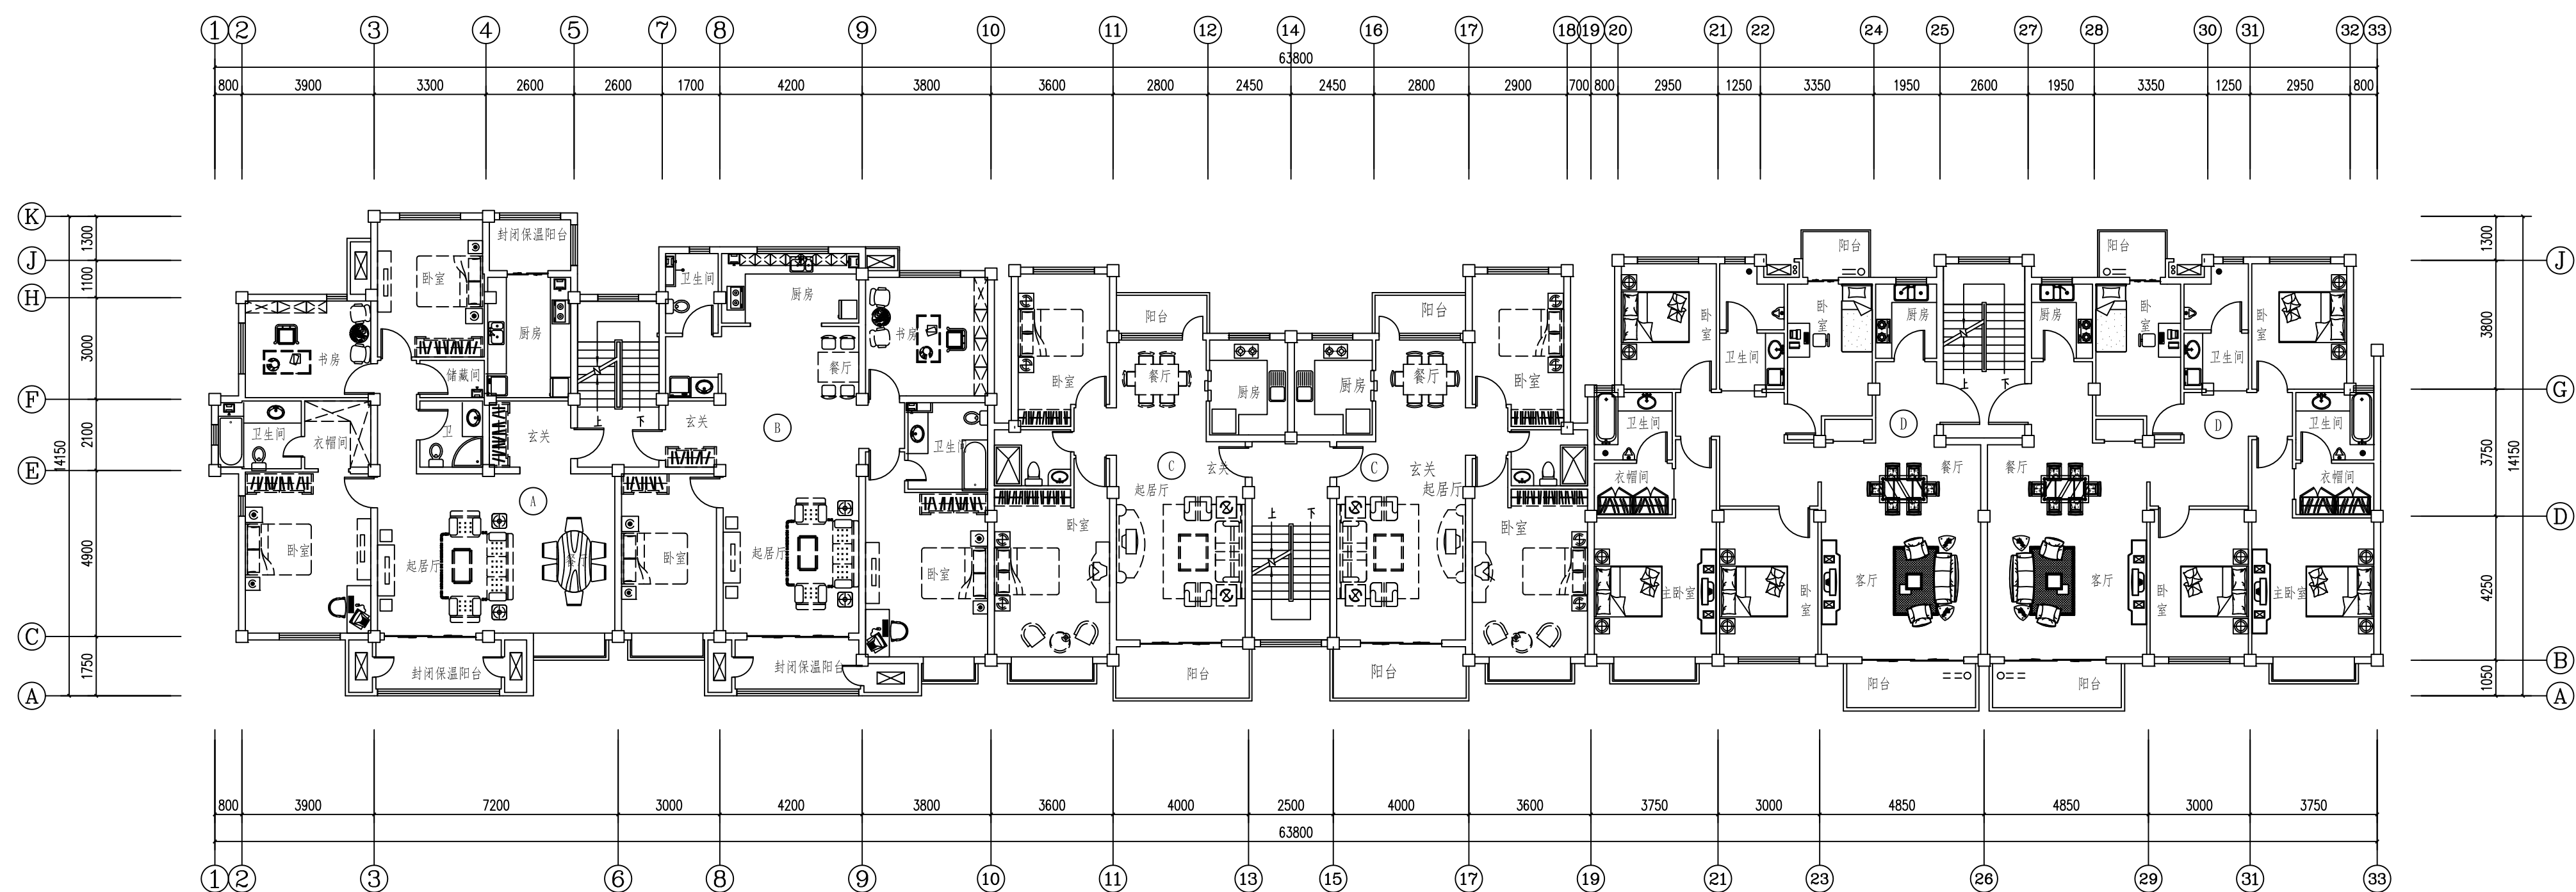 1 2 3 4 5 7 8 9 10 11 12 14 16 17 18 19 20 21 22 24 25 27 28 30 31 32 33
63800
800 3900 3300 2600 2600 1700 4200 3800 3600 2800 2450 2450 2800 2900 700 800 2950 1250 3350 1950 2600 1950 3350 1250 2950 800
K
J
H
F
E
C
A
1300
1100
3000
2100
4900
1750
14150
封闭保温阳台
卧室
厨房
书房
储藏间
卫生间
衣帽间
卫
玄关
A
卧室
起居厅
餐厅
封闭保温阳台
上 下
卫生间
厨房
餐厅
玄关
B
书房
卫生间
卧室
起居厅
卧室
封闭保温阳台
阳台
餐厅
厨房
卧室
C
玄关
起居厅
卧室
阳台
上 下
阳台
餐厅
厨房
卧室
C
玄关
起居厅
卧室
阳台
阳台
卧室
卫生间
卧室
厨房
卫生间
衣帽间
D
餐厅
主卧室
卧室
客厅
阳台
上 下
阳台
厨房
卧室
卫生间
卧室
卫生间
衣帽间
D
餐厅
客厅
卧室
主卧室
阳台
J
G
D
B
A
1300
3800
3750
4250
1050
14150
800 3900 7200 3000 4200 3800 3600 4000 2500 4000 3600 3750 3000 4850 4850 3000 3750
63800
1 2 3 6 8 9 10 11 13 15 17 19 21 23 26 29 31 33